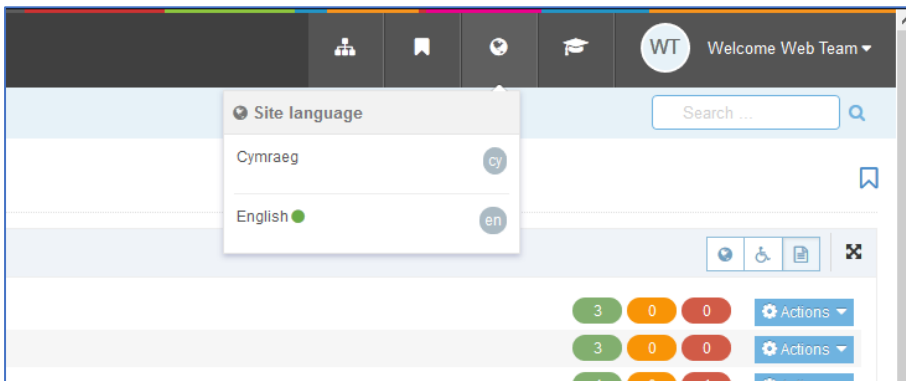 WT Welcome Web Team
Site language
Search ...
Cymraeg cy
English en
3 0 0 Actions
3 0 0 Actions